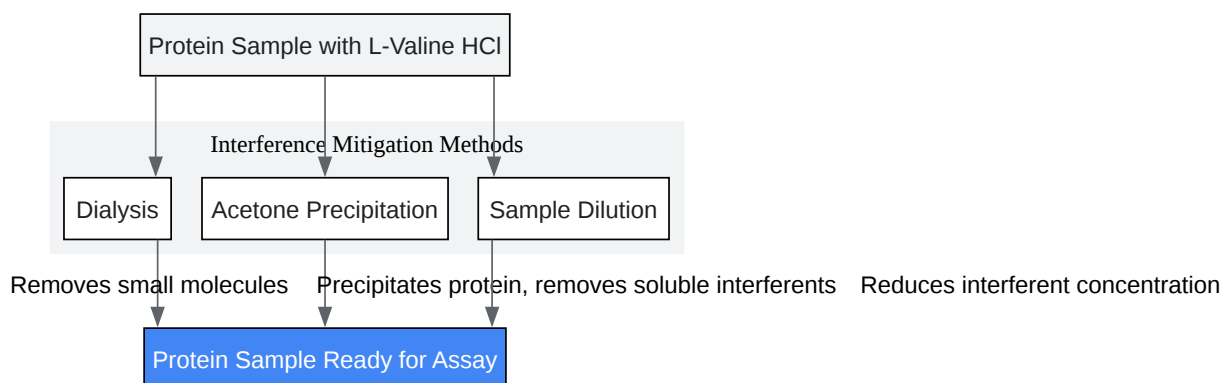 Protein Sample with L-Valine HCl
Interference Mitigation Methods
Dialysis
Acetone Precipitation
Sample Dilution
Removes small molecules
Precipitates protein, removes soluble interferents
Reduces interferent concentration
Protein Sample Ready for Assay